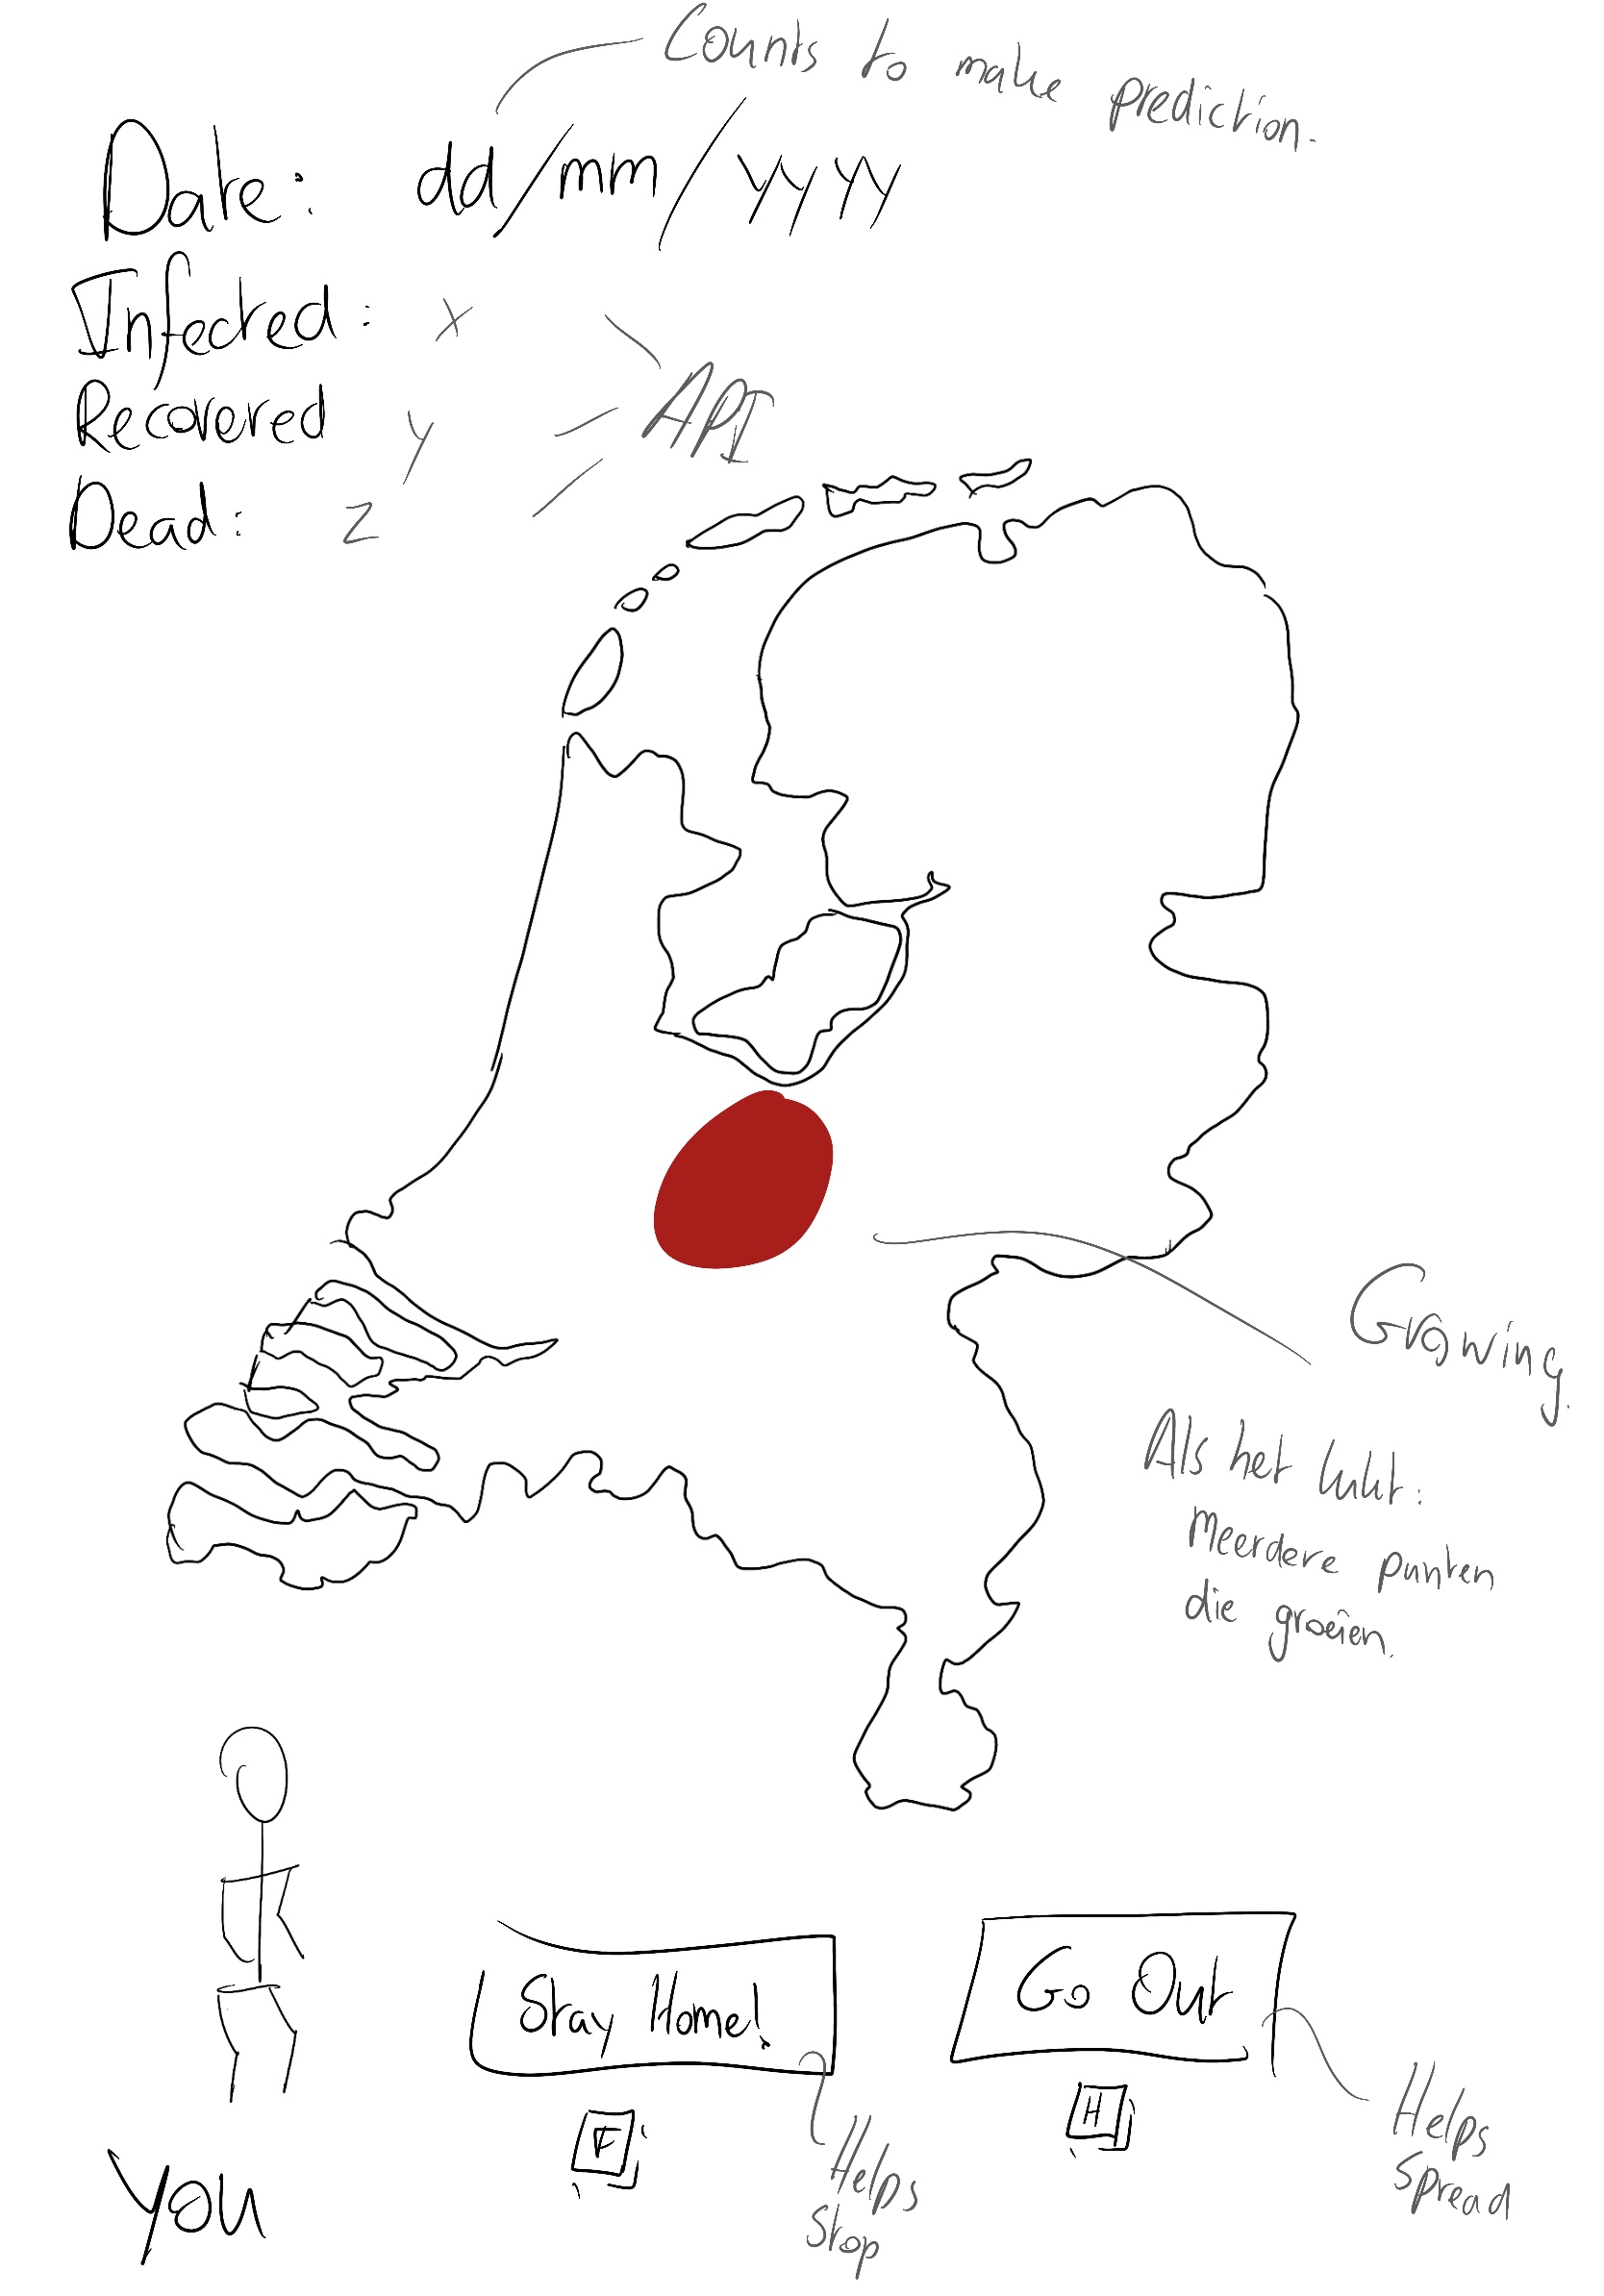 Counts to make prediction.
Date: dd/mm/yyyy
Infected: x
Recovered y
API
Dead: z
Growing.
Als het lukt:
Meerdere punten
die groeien.
Stay Home!
Go Out
F
H
Helps
Stop
Helps
Spread
You